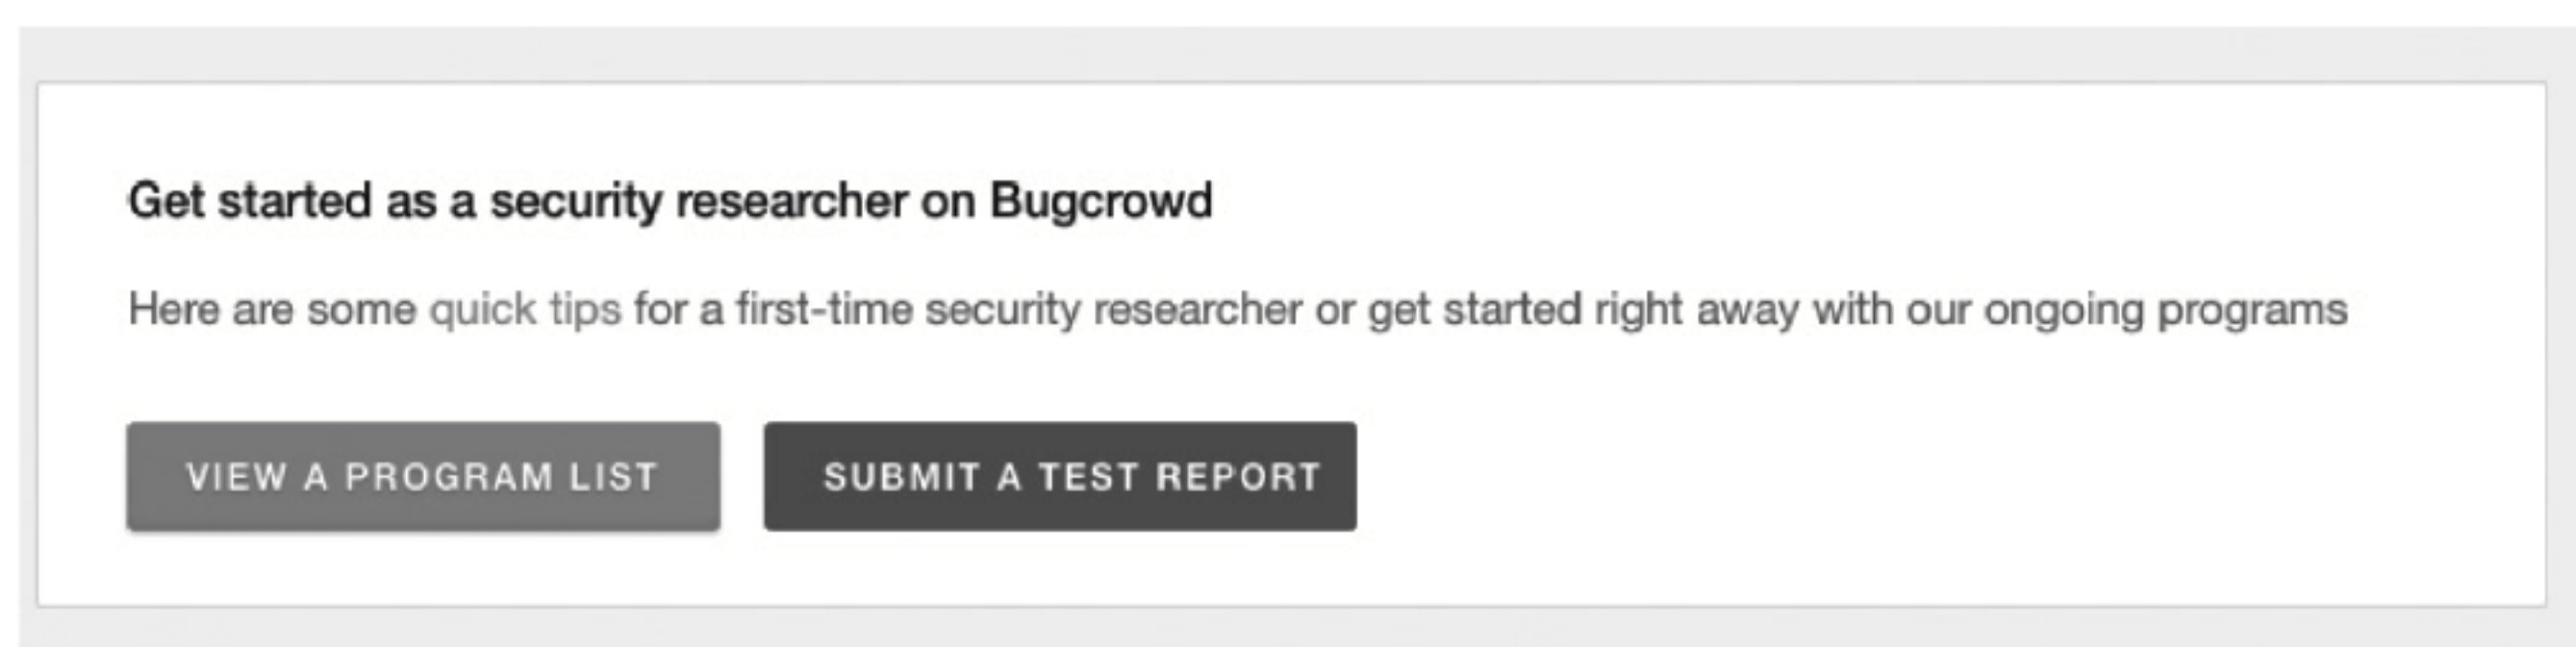 Get started as a security researcher on Bugcrowd
Here are some quick tips for a first-time security researcher or get started right away with our ongoing programs
VIEW A PROGRAM LIST
SUBMIT A TEST REPORT